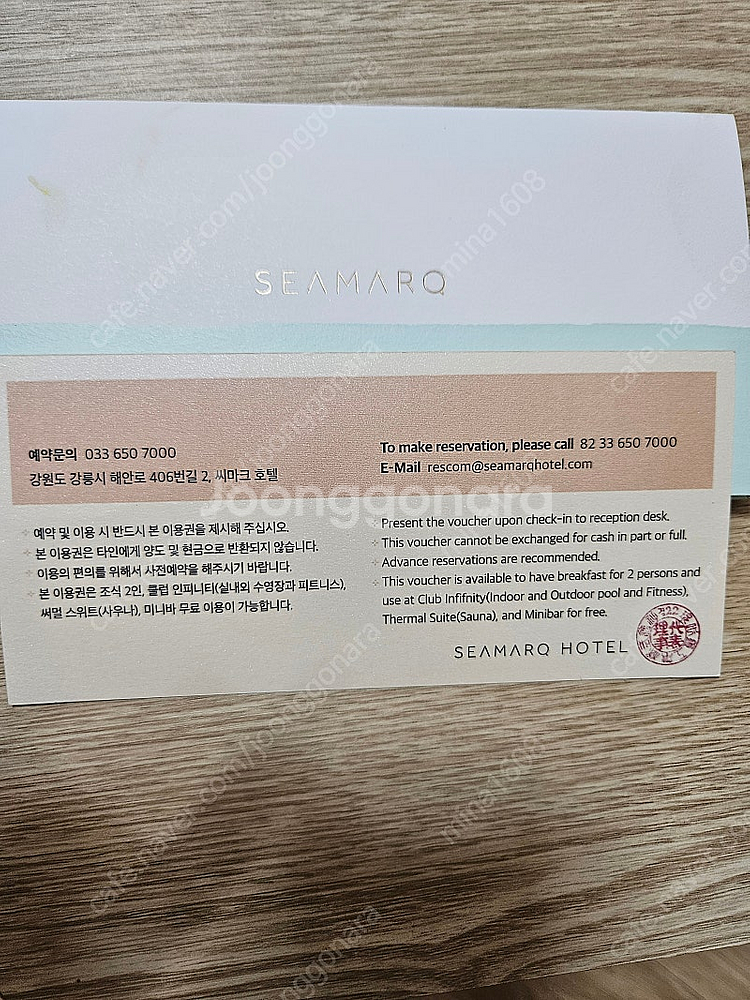 SEAMARQ
예약문의 033 650 7000
강원도 강릉시 해안로 406번길 2, 씨마크 호텔
To make reservation, please call 82 33 650 7000
E-Mail rescom@seamarqhotel.com
Joonggonara
예약 및 이용 시 반드시 본 이용권을 제시해 주십시오.
본 이용권은 타인에게 양도 및 현금으로 반환되지 않습니다.
이용의 편의를 위해서 사전예약을 해주시기 바랍니다.
본 이용권은 조식 2인, 클럽 인피니티(실내외 수영장과 피트니스),
써멀 스위트(사우나), 미니바 무료 이용이 가능합니다.
Present the voucher upon check-in to reception desk.
This voucher cannot be exchanged for cash in part or full.
Advance reservations are recommended.
This voucher is available to have breakfast for 2 persons and
use at Club Infifnity(Indoor and Outdoor pool and Fitness),
Thermal Suite(Sauna), and Minibar for free.
SEAMARQ HOTEL
cafe.naver.com/joonggonara
mina1608